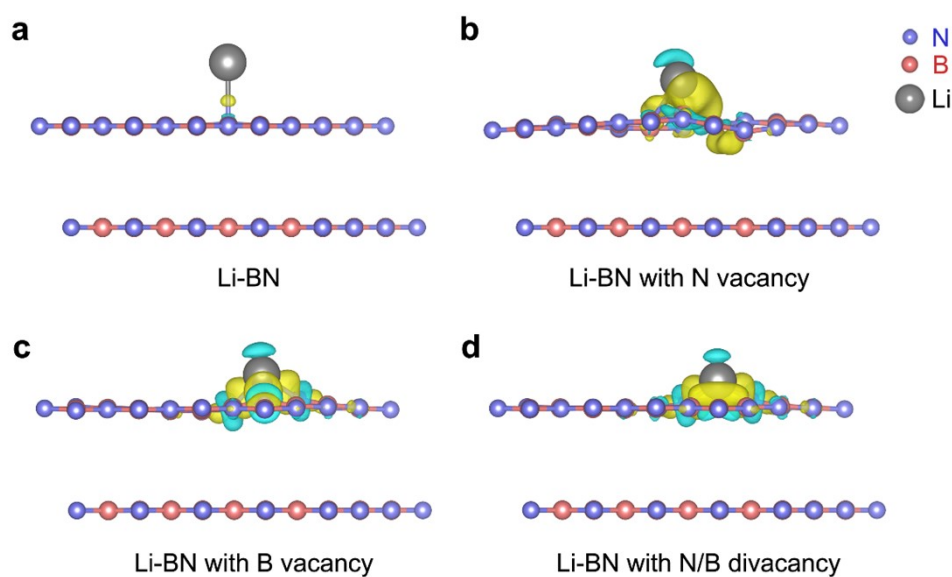 a
b
N
B
Li
Li-BN
Li-BN with N vacancy
c
d
Li-BN with B vacancy
Li-BN with N/B divacancy